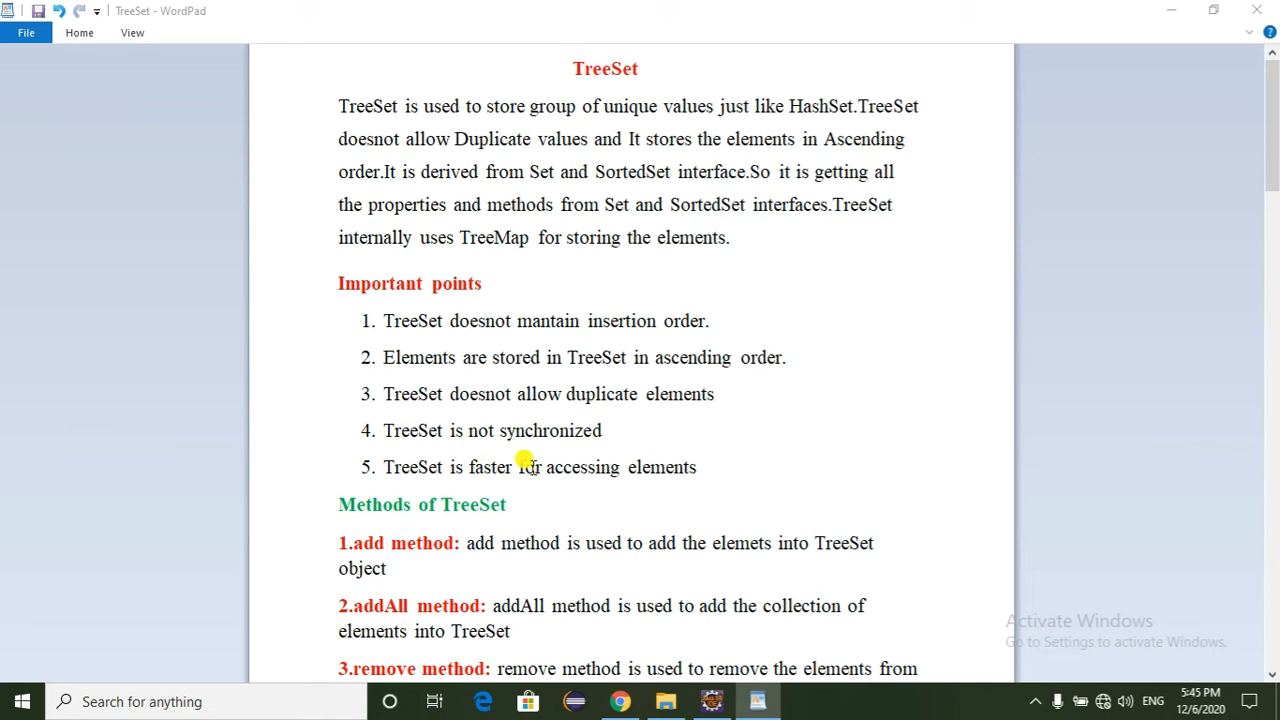 TreeSet - WordPad
File Home View
TreeSet
TreeSet is used to store group of unique values just like HashSet.TreeSet
doesnot allow Duplicate values and It stores the elements in Ascending
order.It is derived from Set and SortedSet interface.So it is getting all
the properties and methods from Set and SortedSet interfaces.TreeSet
internally uses TreeMap for storing the elements.
Important points
1. TreeSet doesnot mantain insertion order.
2. Elements are stored in TreeSet in ascending order.
3. TreeSet doesnot allow duplicate elements
4. TreeSet is not synchronized
5. TreeSet is faster for accessing elements
Methods of TreeSet
1.add method: add method is used to add the elemets into TreeSet
object
2.addAll method: addAll method is used to add the collection of
elements into TreeSet
3.remove method: remove method is used to remove the elements from
Activate Windows
Go to Settings to activate Windows.
Search for anything
ENG
5:45 PM
12/6/2020